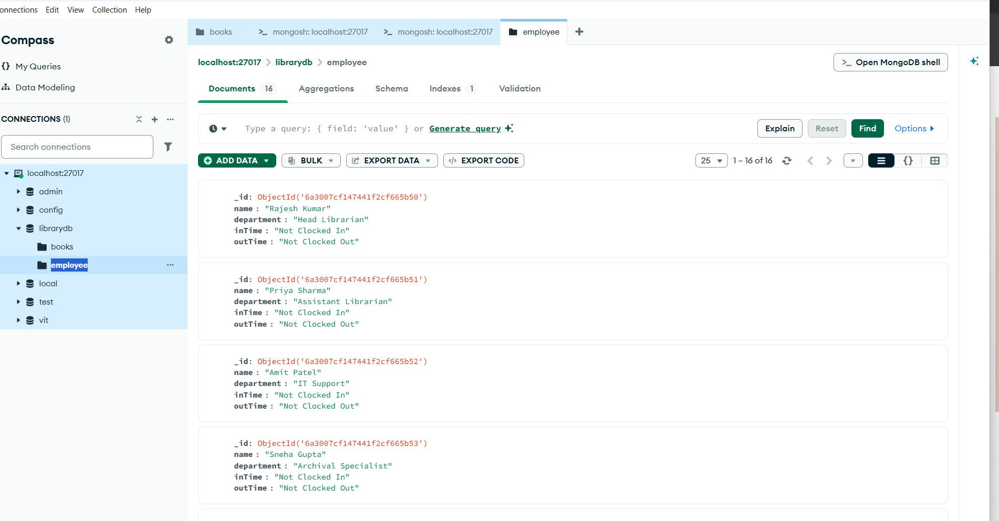 onnections Edit View Collection Help
Compass
My Queries
Data Modeling
CONNECTIONS (1)
Search connections
localhost:27017
admin
config
librarydb
books
employee
local
test
vit
books mongosh: localhost:27017 mongosh: localhost:27017 employee
localhost:27017 librarydb employee
Open MongoDB shell
Documents 16 Aggregations Schema Indexes 1 Validation
Type a query: { field: 'value' } or Generate query
Explain Reset Find Options
ADD DATA BULK EXPORT DATA EXPORT CODE
25 1 – 16 of 16
_id: ObjectId('6a3007cf147441f2cf665b50')
name : "Rajesh Kumar"
department : "Head Librarian"
inTime : "Not Clocked In"
outTime : "Not Clocked Out"
_id: ObjectId('6a3007cf147441f2cf665b51')
name : "Priya Sharma"
department : "Assistant Librarian"
inTime : "Not Clocked In"
outTime : "Not Clocked Out"
_id: ObjectId('6a3007cf147441f2cf665b52')
name : "Amit Patel"
department : "IT Support"
inTime : "Not Clocked In"
outTime : "Not Clocked Out"
_id: ObjectId('6a3007cf147441f2cf665b53')
name : "Sneha Gupta"
department : "Archival Specialist"
inTime : "Not Clocked In"
outTime : "Not Clocked Out"